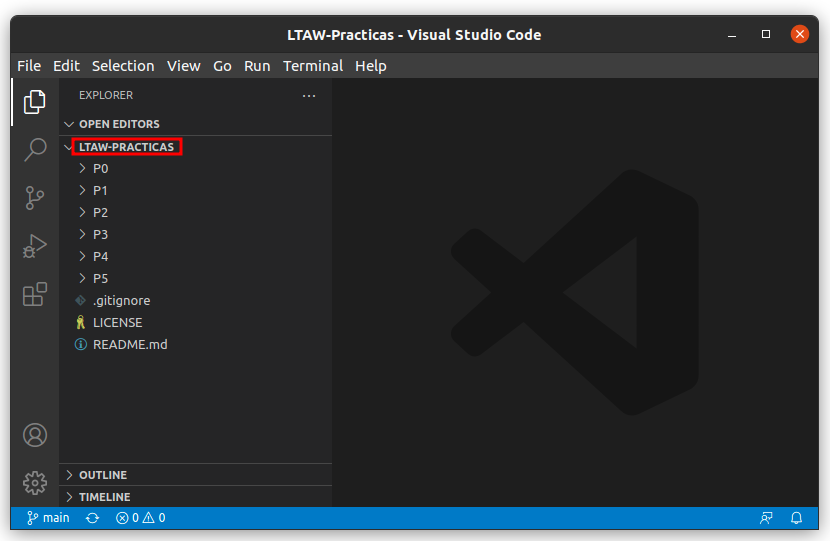 LTAW-Practicas - Visual Studio Code
File Edit Selection View Go Run Terminal Help
EXPLORER
OPEN EDITORS
LTAW-PRACTICAS
P0
P1
P2
P3
P4
P5
.gitignore
LICENSE
README.md
OUTLINE
TIMELINE
main 0 0